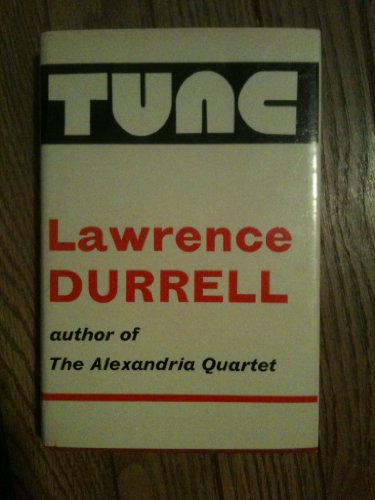 TUNC
Lawrence
DURRELL
author of
The Alexandria Quartet